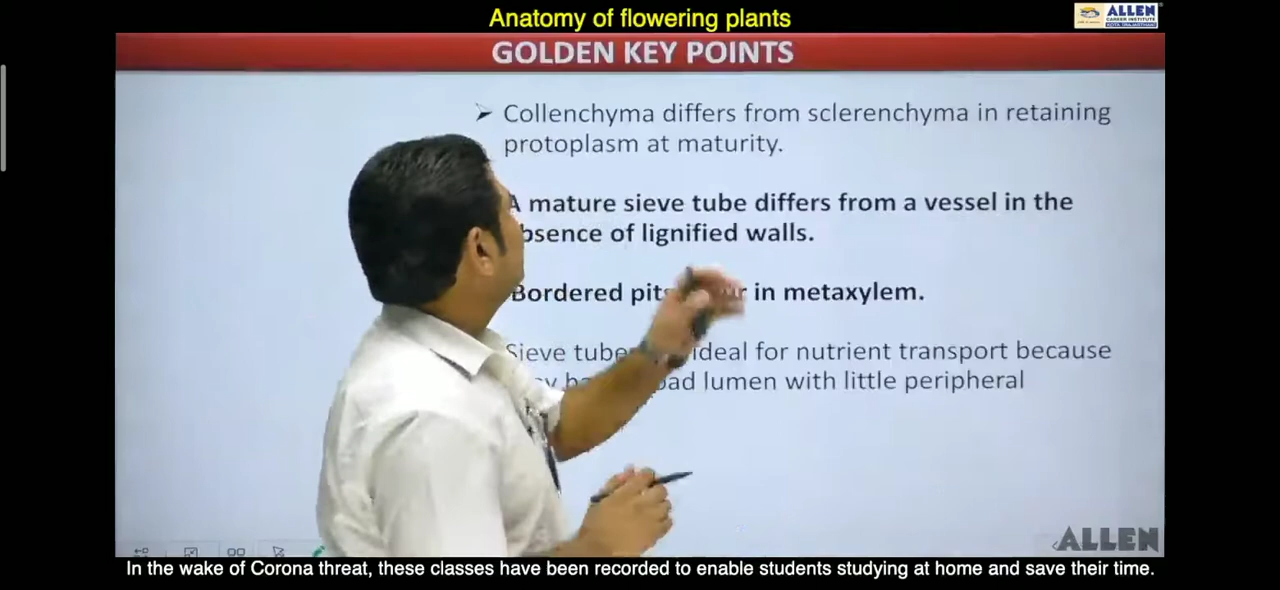 Anatomy of flowering plants
ALLEN
CAREER INSTITUTE
KOTA (RAJASTHAN)
GOLDEN KEY POINTS
Collenchyma differs from sclerenchyma in retaining
protoplasm at maturity.
A mature sieve tube differs from a vessel in the
bsence of lignified walls.
Bordered pits in metaxylem.
Sieve tube ideal for nutrient transport because
lumen with little peripheral
ALLEN
In the wake of Corona threat, these classes have been recorded to enable students studying at home and save their time.